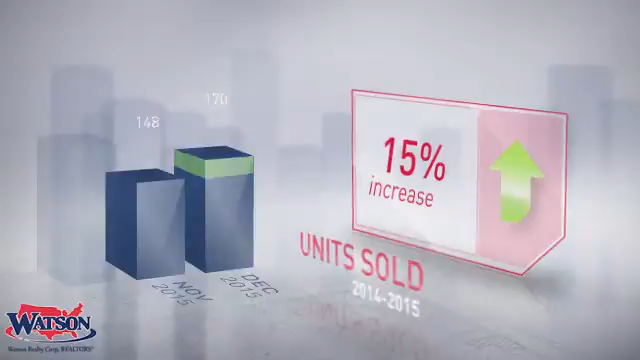 170
148
15%
increase
UNITS SOLD
2014-2015
NOV
2015
DEC
2015
WATSON
Watson Realty Corp. REALTORS®